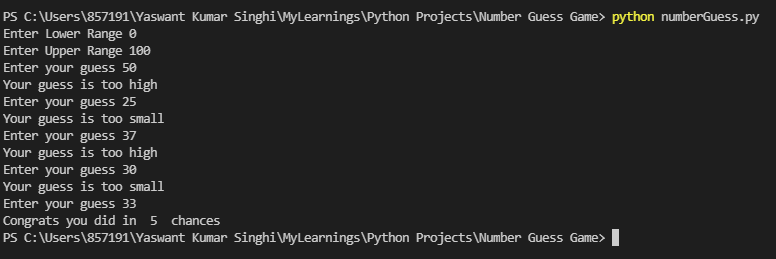 PS C:\Users\857191\Yaswant Kumar Singhi\MyLearnings\Python Projects\Number Guess Game> python numberGuess.py
Enter Lower Range 0
Enter Upper Range 100
Enter your guess 50
Your guess is too high
Enter your guess 25
Your guess is too small
Enter your guess 37
Your guess is too high
Enter your guess 30
Your guess is too small
Enter your guess 33
Congrats you did in  5  chances
PS C:\Users\857191\Yaswant Kumar Singhi\MyLearnings\Python Projects\Number Guess Game>